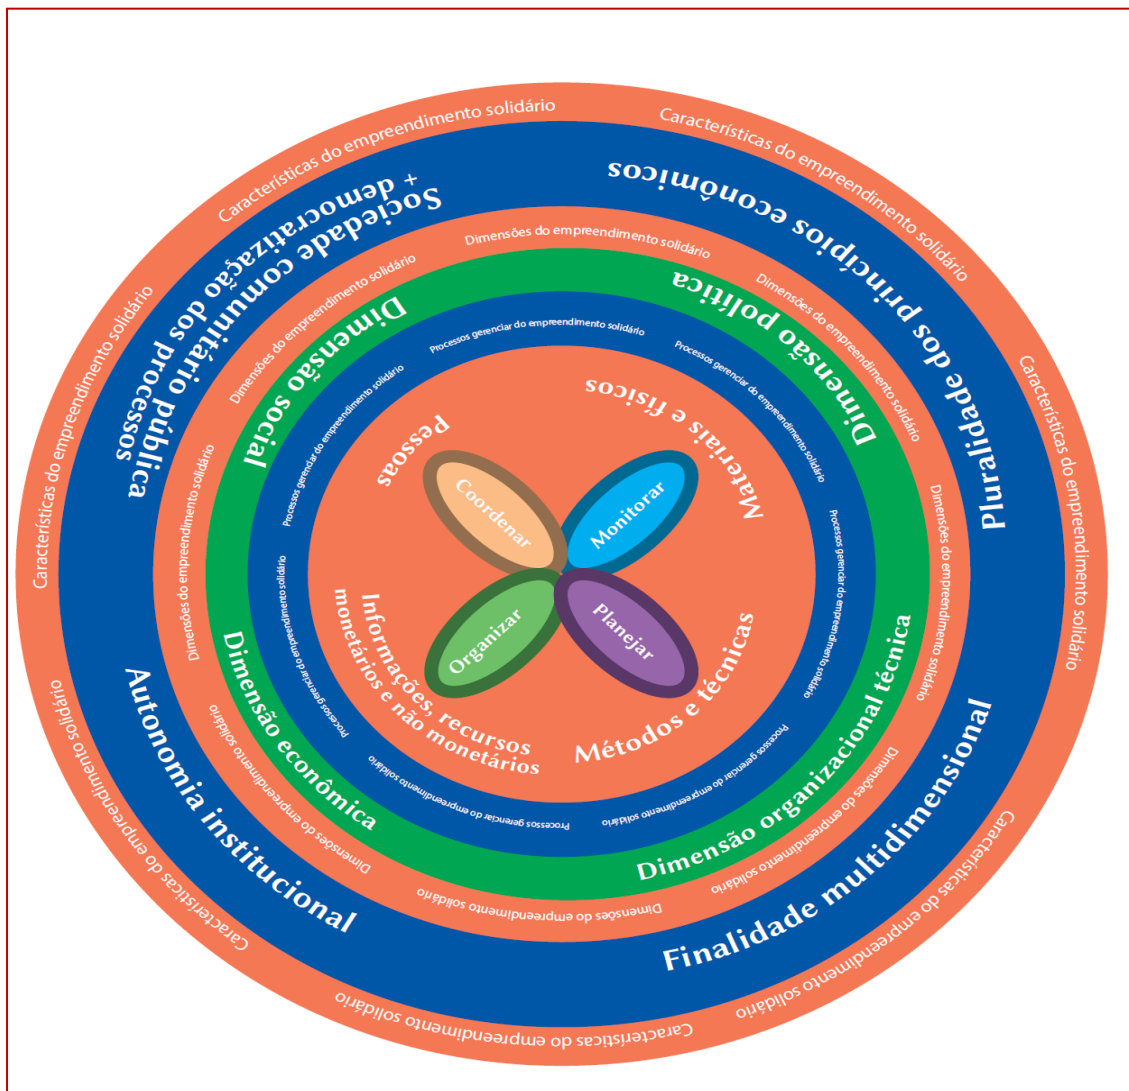 Características do empreendimento solidário
Características do empreendimento solidário
Características do empreendimento solidário
Características do empreendimento solidário
Características do empreendimento solidário
Características do empreendimento solidário
Características do empreendimento solidário
Sociedade comunitário pública
+ democratização dos processos
Pluralidade dos princípios econômicos
Finalidade multidimensional
Autonomia institucional
Dimensões do empreendimento solidário
Dimensões do empreendimento solidário
Dimensões do empreendimento solidário
Dimensões do empreendimento solidário
Dimensões do empreendimento solidário
Dimensões do empreendimento solidário
Dimensões do empreendimento solidário
Dimensões do empreendimento solidário
Dimensão social
Dimensão política
Dimensão organizacional técnica
Dimensão econômica
Processos gerenciar do empreendimento solidário
Processos gerenciar do empreendimento solidário
Processos gerenciar do empreendimento solidário
Processos gerenciar do empreendimento solidário
Processos gerenciar do empreendimento solidário
Processos gerenciar do empreendimento solidário
Processos gerenciar do empreendimento solidário
Pessoas
Materiais e físicos
Métodos e técnicas
Informações, recursos
monetários e não monetários
Coordenar
Monitorar
Organizar
Planejar